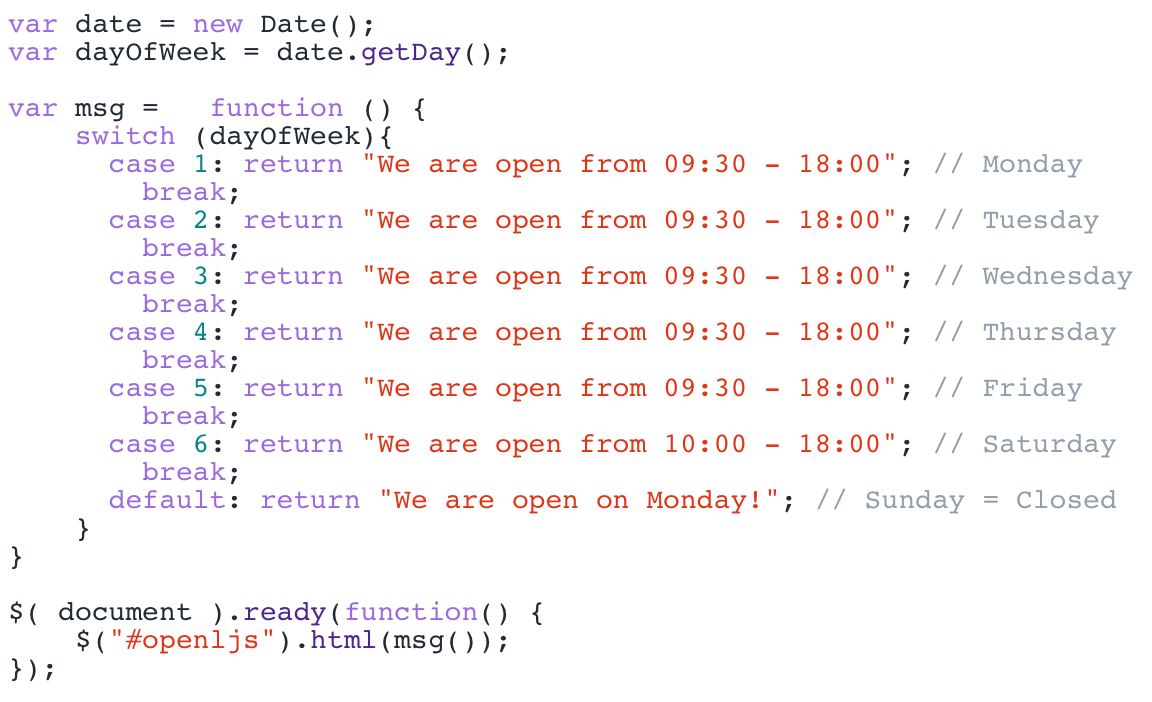 var date = new Date();
var dayOfWeek = date.getDay();

var msg =   function () {
    switch (dayOfWeek){
      case 1: return "We are open from 09:30 – 18:00"; // Monday
        break;
      case 2: return "We are open from 09:30 – 18:00"; // Tuesday
        break;
      case 3: return "We are open from 09:30 – 18:00"; // Wednesday
        break;
      case 4: return "We are open from 09:30 – 18:00"; // Thursday
        break;
      case 5: return "We are open from 09:30 – 18:00"; // Friday
        break;
      case 6: return "We are open from 10:00 – 18:00"; // Saturday
        break;
      default: return "We are open on Monday!"; // Sunday = Closed
    }
}

$( document ).ready(function() {
    $("#openljs").html(msg());
});